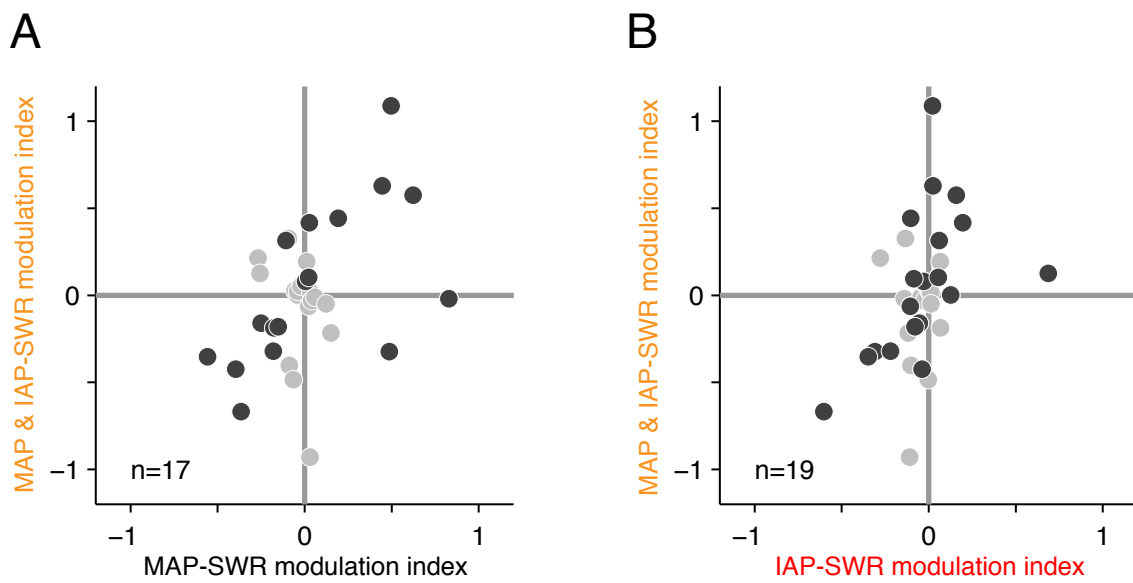 A
MAP & IAP-SWR modulation index
1
0
−1
n=17
−1
0
1
MAP-SWR modulation index
B
MAP & IAP-SWR modulation index
1
0
−1
n=19
−1
0
1
IAP-SWR modulation index